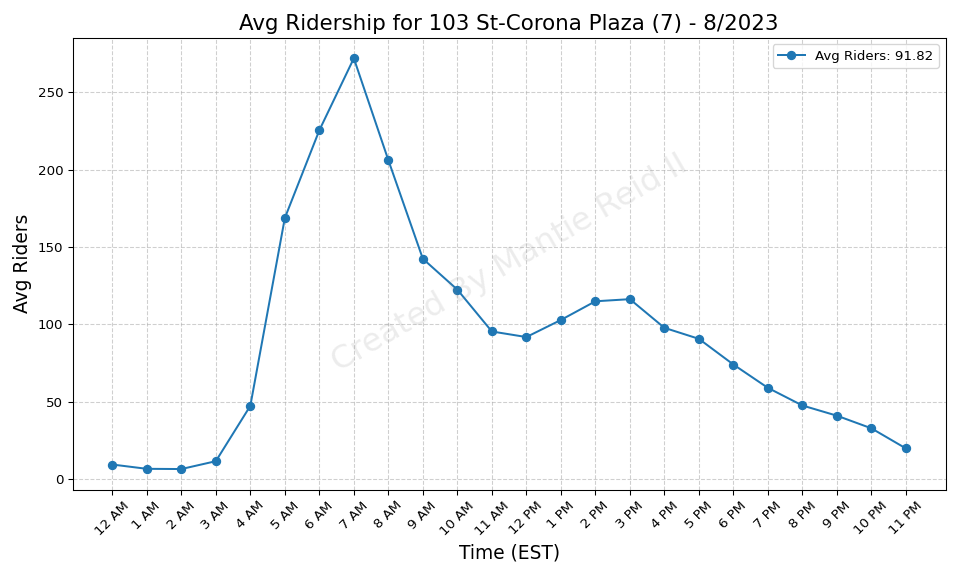 Avg Ridership for 103 St-Corona Plaza (7) - 8/2023
Avg Riders: 91.82
Avg Riders
250
200
150
100
50
0
Created By Mantie Reid II
12 AM
1 AM
2 AM
3 AM
4 AM
5 AM
6 AM
7 AM
8 AM
9 AM
10 AM
11 AM
12 PM
1 PM
2 PM
3 PM
4 PM
5 PM
6 PM
7 PM
8 PM
9 PM
10 PM
11 PM
Time (EST)